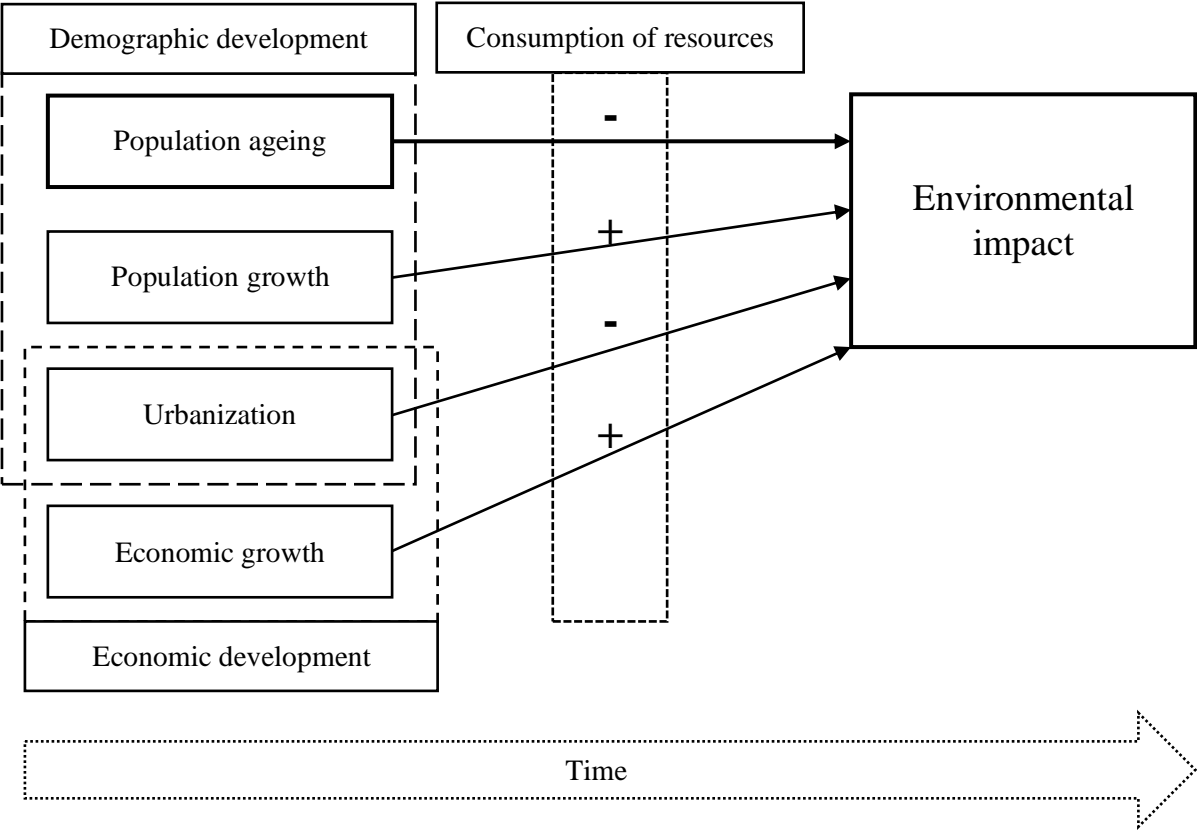 Demographic development
Consumption of resources
Population ageing
-
Environmental
impact
+
Population growth
-
Urbanization
+
Economic growth
Economic development
Time